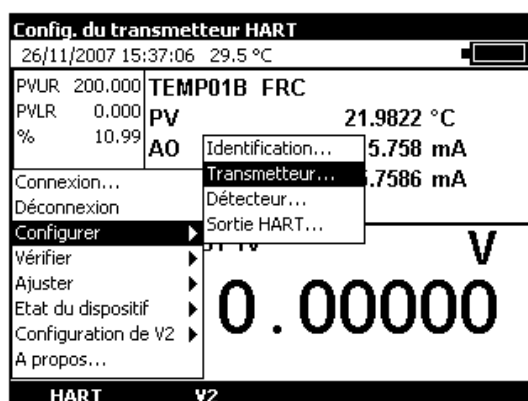 Config. du transmetteur HART
26/11/2007 15:37:06 29.5 °C
PVUR 200.000
PVLR 0.000
% 10.99
TEMP01B FRC
PV 21.9822 °C
AO 5.758 mA
.7586 mA
Identification...
Transmetteur...
Détecteur...
Sortie HART...
Connexion...
Déconnexion
Configurer
Vérifier
Ajuster
Etat du dispositif
Configuration de V2
A propos...
V
0.00000
HART V2